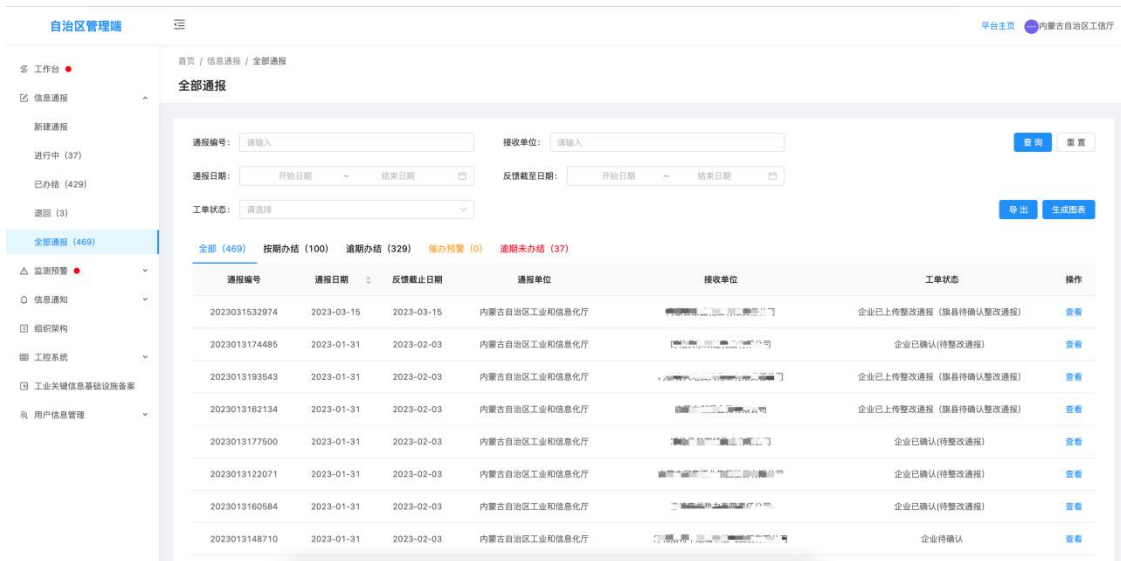 自治区管理端
平台主页 内蒙古自治区工信厅
工作台
信息通报
新建通报
进行中（37）
已办结（429）
退回（3）
全部通报（469）
监测预警
信息通知
组织架构
工控系统
工业关键信息基础设施备案
用户信息管理
首页 / 信息通报 / 全部通报
全部通报
通报编号： 请输入 接收单位： 请输入 查询 重置
通报日期： 开始日期 ~ 结束日期 反馈截至日期： 开始日期 ~ 结束日期
工单状态： 请选择 导出 生成图表
全部（469） 按期办结（100） 逾期办结（329） 催办预警（0） 逾期未办结（37）
通报编号 通报日期 反馈截止日期 通报单位 接收单位 工单状态 操作
2023031532974 2023-03-15 2023-03-15 内蒙古自治区工业和信息化厅 企业已上传整改通报（旗县待确认整改通报） 查看
2023013174485 2023-01-31 2023-02-03 内蒙古自治区工业和信息化厅 企业已确认(待整改通报) 查看
2023013193543 2023-01-31 2023-02-03 内蒙古自治区工业和信息化厅 企业已上传整改通报（旗县待确认整改通报） 查看
2023013162134 2023-01-31 2023-02-03 内蒙古自治区工业和信息化厅 企业已上传整改通报（旗县待确认整改通报） 查看
2023013177500 2023-01-31 2023-02-03 内蒙古自治区工业和信息化厅 企业已确认(待整改通报) 查看
2023013122071 2023-01-31 2023-02-03 内蒙古自治区工业和信息化厅 企业已确认(待整改通报) 查看
2023013160584 2023-01-31 2023-02-03 内蒙古自治区工业和信息化厅 企业已确认(待整改通报) 查看
2023013148710 2023-01-31 2023-02-03 内蒙古自治区工业和信息化厅 企业待确认 查看